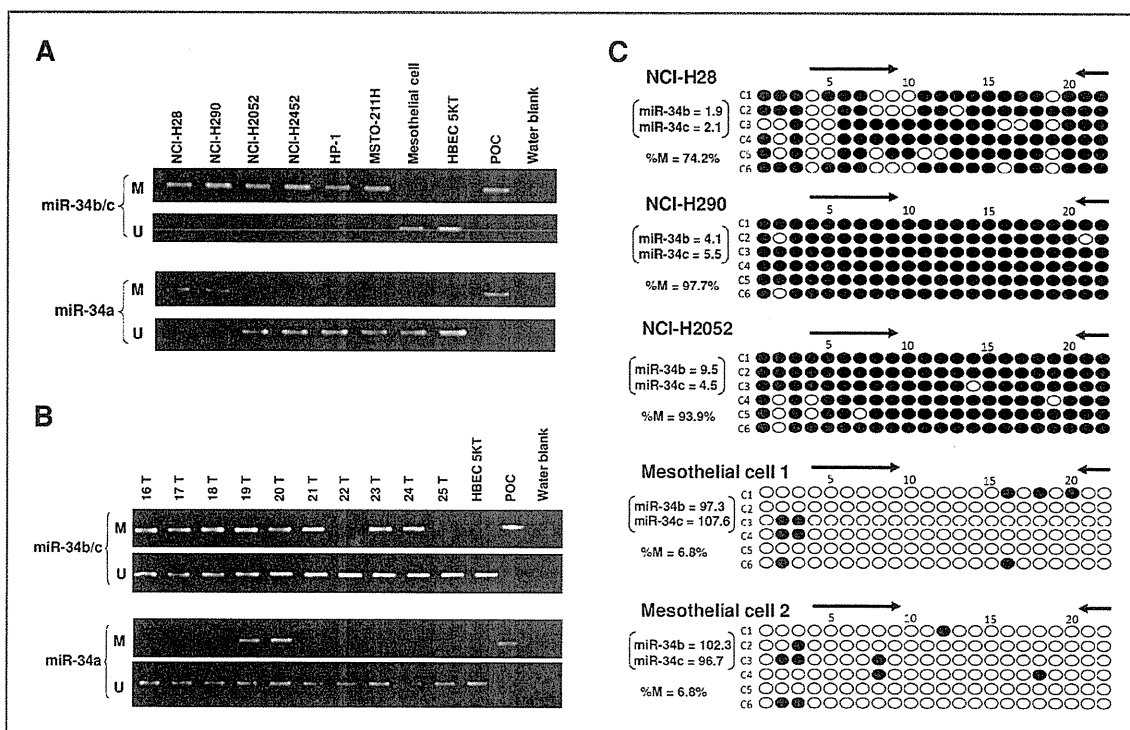 A
NCI-H28
NCI-H290
NCI-H2052
NCI-H2452
HP-1
MSTO-211H
Mesothelial cell
HBEC 5KT
POC
Water blank
miR-34b/c
M
U
miR-34a
M
U
B
16 T
17 T
18 T
19 T
20 T
21 T
22 T
23 T
24 T
25 T
HBEC 5KT
POC
Water blank
miR-34b/c
M
U
miR-34a
M
U
C
NCI-H28
5 10 15 20
miR-34b = 1.9
miR-34c = 2.1
%M = 74.2%
C1
C2
C3
C4
C5
C6
NCI-H290
5 10 15 20
miR-34b = 4.1
miR-34c = 5.5
%M = 97.7%
C1
C2
C3
C4
C5
C6
NCI-H2052
5 10 15 20
miR-34b = 9.5
miR-34c = 4.5
%M = 93.9%
C1
C2
C3
C4
C5
C6
Mesothelial cell 1
5 10 15 20
miR-34b = 97.3
miR-34c = 107.6
%M = 6.8%
C1
C2
C3
C4
C5
C6
Mesothelial cell 2
5 10 15 20
miR-34b = 102.3
miR-34c = 96.7
%M = 6.8%
C1
C2
C3
C4
C5
C6